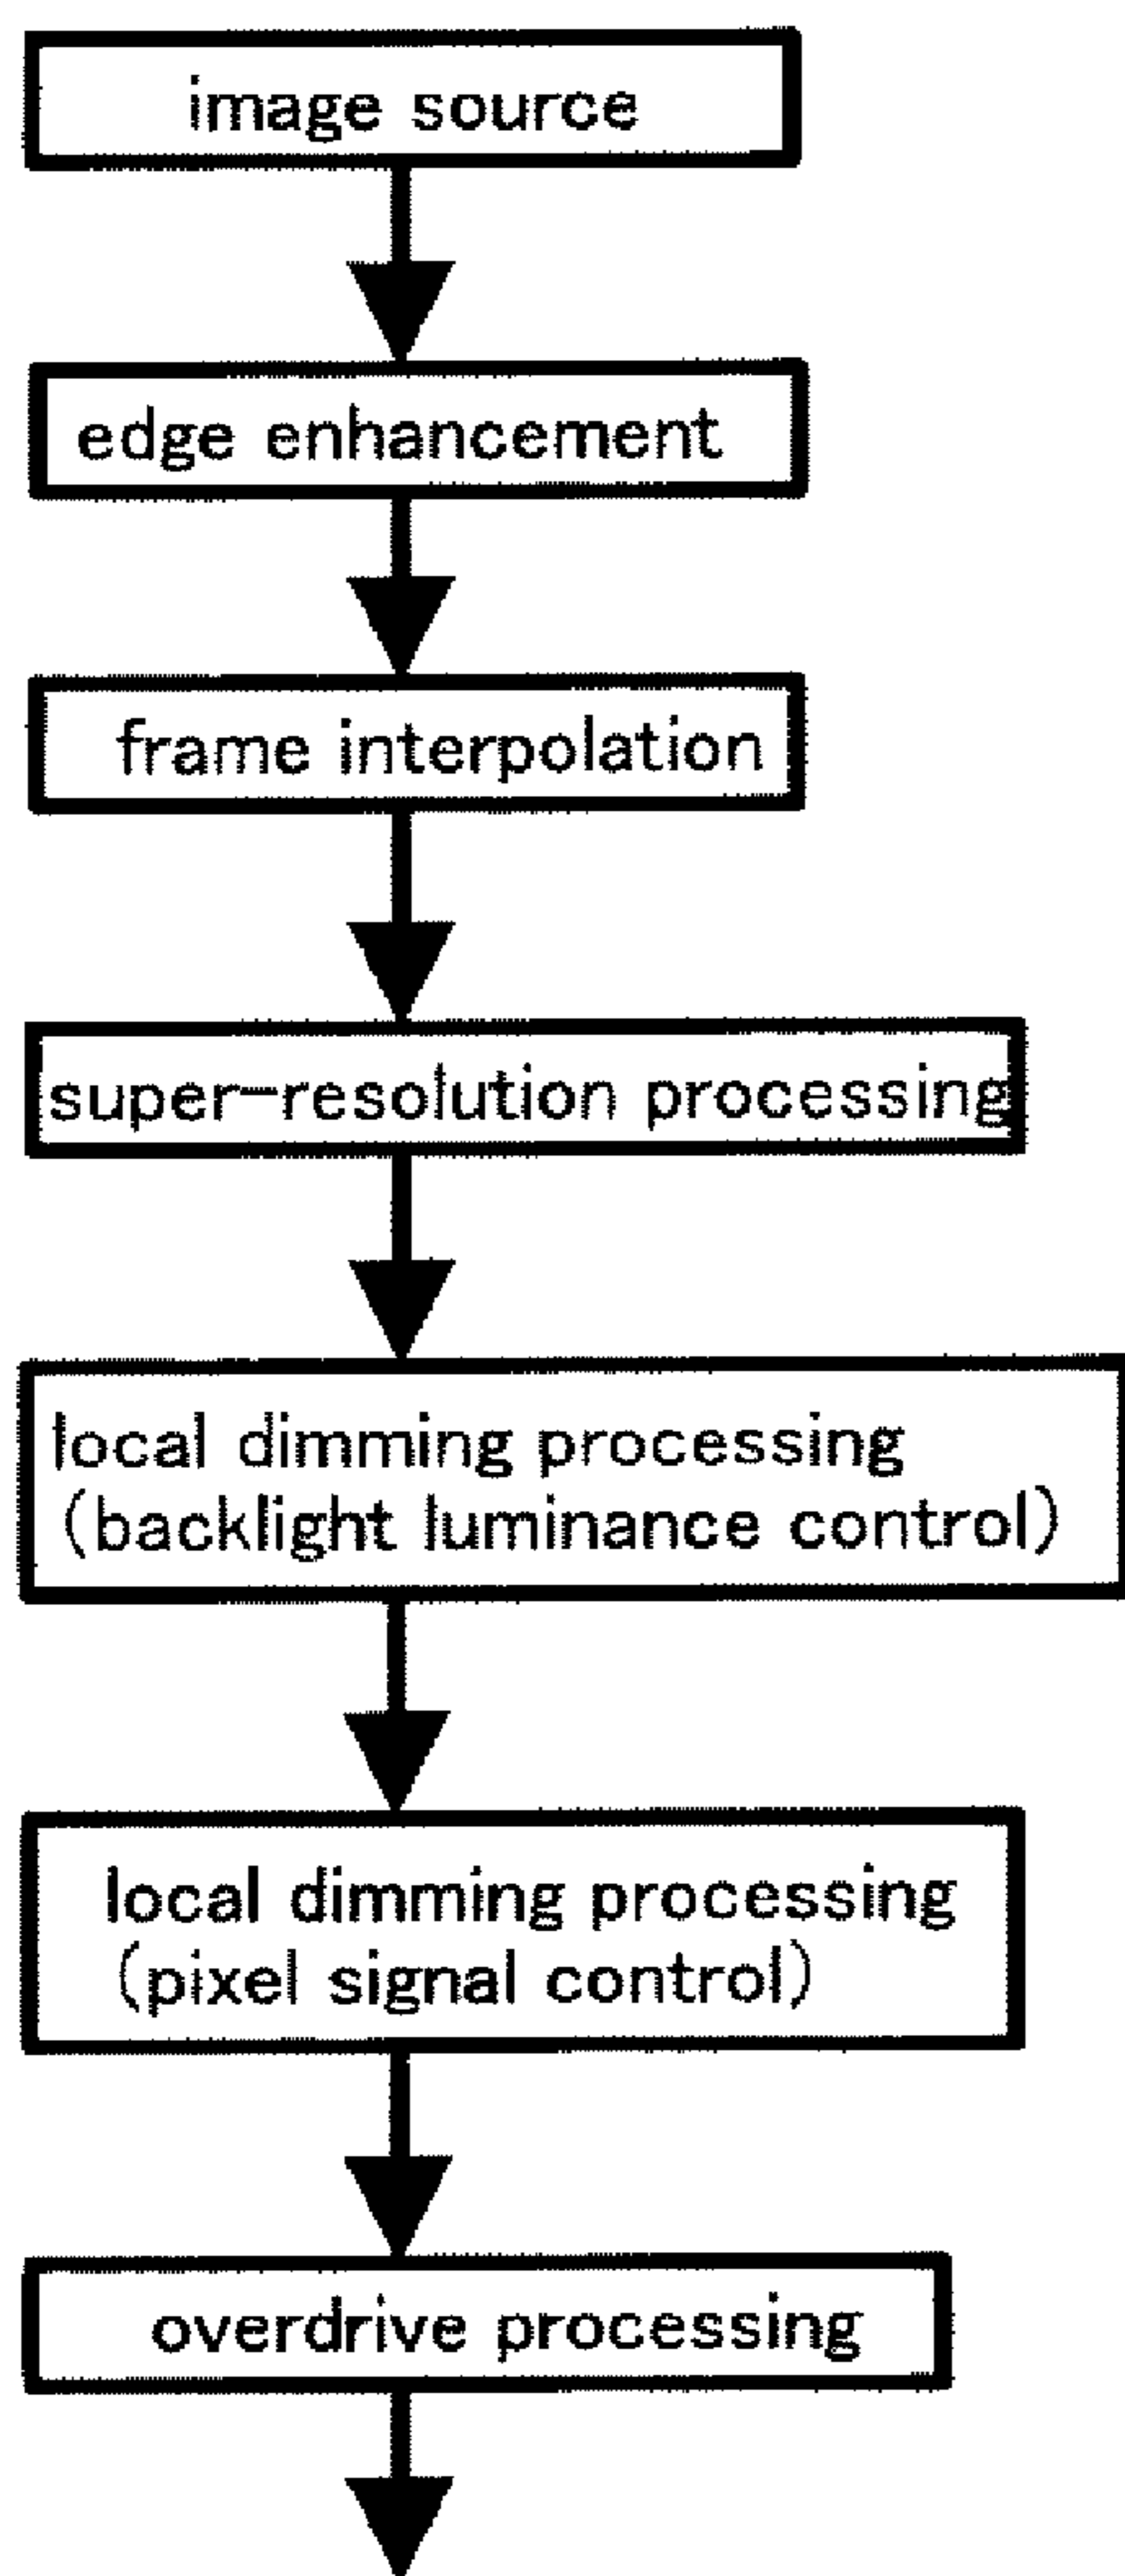 image source
edge enhancement
frame interpolation
super-resolution processing
local dimming processing
(backlight luminance control)
local dimming processing
(pixel signal control)
overdrive processing